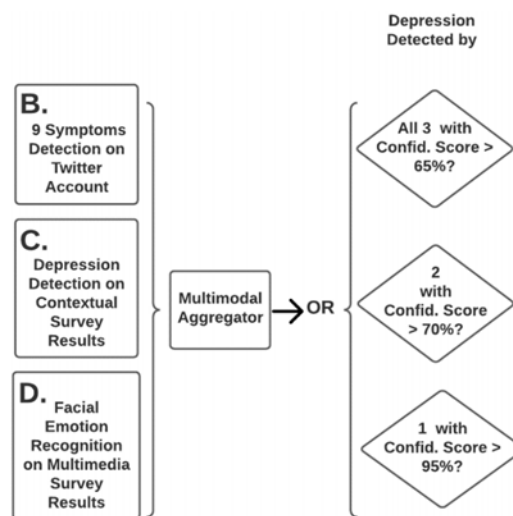 Depression
Detected by
B.
9 Symptoms
Detection on
Twitter
Account
C.
Depression
Detection on
Contextual
Survey
Results
D.
Facial
Emotion
Recognition
on Multimedia
Survey
Results
Multimodal
Aggregator
OR
All 3 with
Confid. Score >
65%?
2
with
Confid. Score
> 70%?
1 with
Confid. Score >
95%?